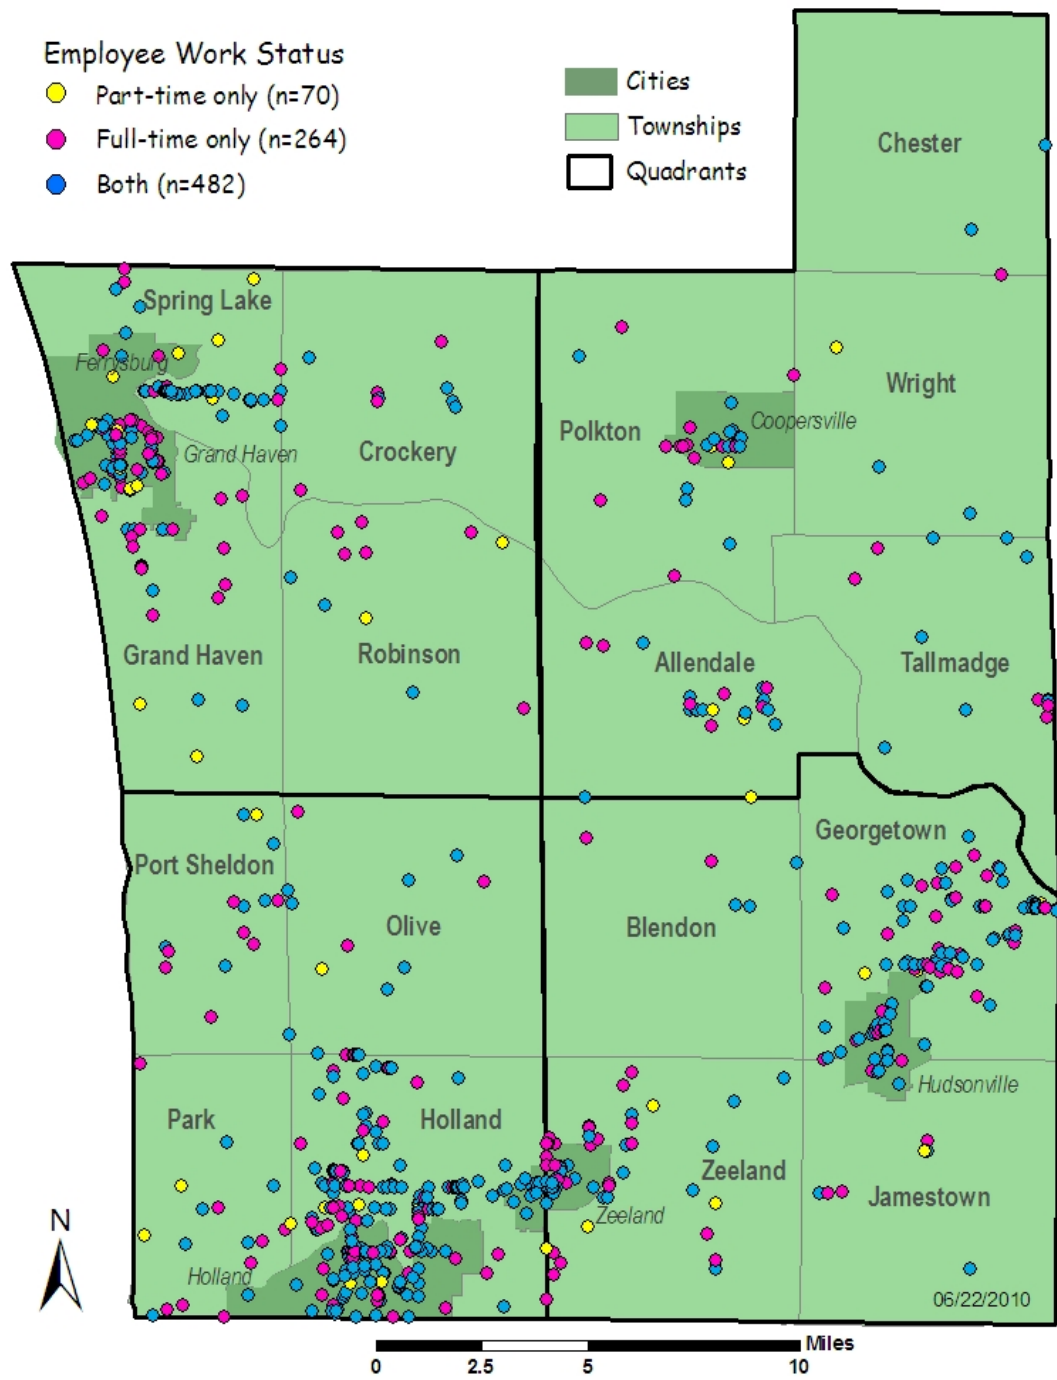 Employee Work Status
Part-time only (n=70)
Full-time only (n=264)
Both (n=482)
Cities
Townships
Quadrants
Chester
Spring Lake
Ferrysburg
Wright
Coopersville
Polkton
Crockery
Grand Haven
Grand Haven
Robinson
Allendale
Tallmadge
Georgetown
Port Sheldon
Olive
Blendon
Hudsonville
Park
Holland
Zeeland
Jamestown
Zeeland
N
Holland
06/22/2010
Miles
0 2.5 5 10